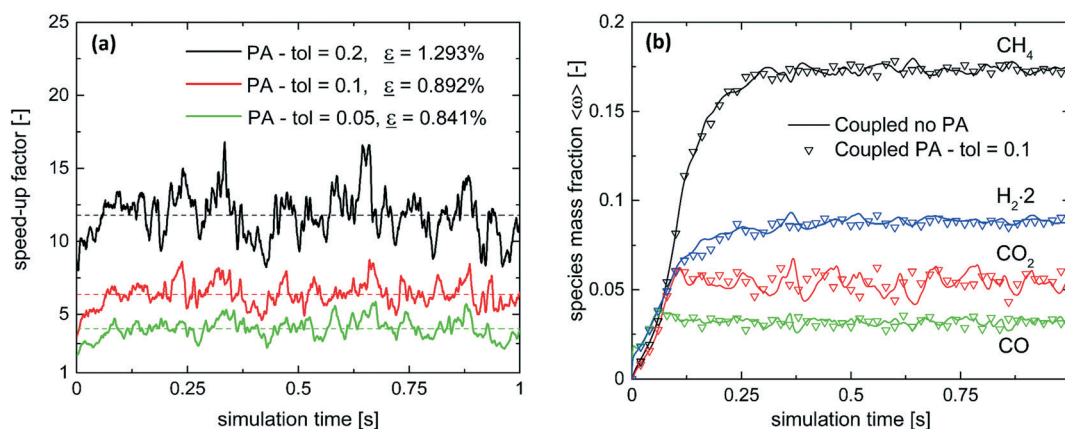 (a)
PA - tol = 0.2, ε = 1.293%
PA - tol = 0.1, ε = 0.892%
PA - tol = 0.05, ε = 0.841%
speed-up factor [-]
25
20
15
10
5
1
0
0.25
0.5
0.75
1
simulation time [s]
(b)
CH₄
Coupled no PA
Coupled PA - tol = 0.1
H₂·2
CO₂
CO
species mass fraction <ω> [-]
0.2
0.15
0.1
0.05
0
0
0.25
0.5
0.75
simulation time [s]